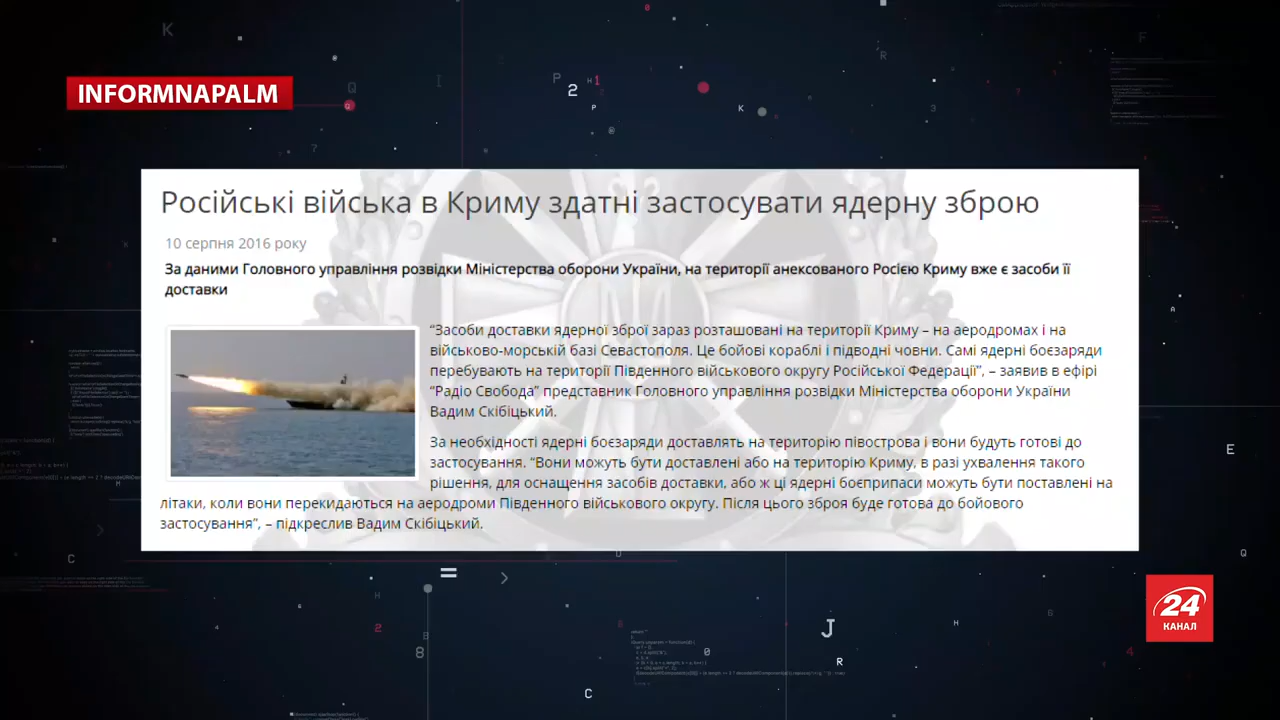 INFORMNAPALM
Російські війська в Криму здатні застосувати ядерну зброю
10 серпня 2016 року
За даними Головного управління розвідки Міністерства оборони України, на території анексованого Росією Криму вже є засоби її
доставки
“Засоби доставки ядерної зброї зараз розташовані на території Криму – на аеродромах і на
військово-морській базі Севастополя. Це бойові кораблі і підводні човни. Самі ядерні боєзаряди
перебувають на території Південного військового округу Російської Федерації”, – заявив в ефірі
“Радіо Свобода” представник Головного управління розвідки Міністерства оборони України
Вадим Скібіцький.
За необхідності ядерні боєзаряди доставлять на територію півострова і вони будуть готові до
застосування. “Вони можуть бути доставлені або на територію Криму, в разі ухвалення такого
рішення, для оснащення засобів доставки, або ж ці ядерні боєприпаси можуть бути поставлені на
літаки, коли вони перекидаються на аеродроми Південного військового округу. Після цього зброя буде готова до бойового
застосування”, – підкреслив Вадим Скібіцький.
24
КАНАЛ